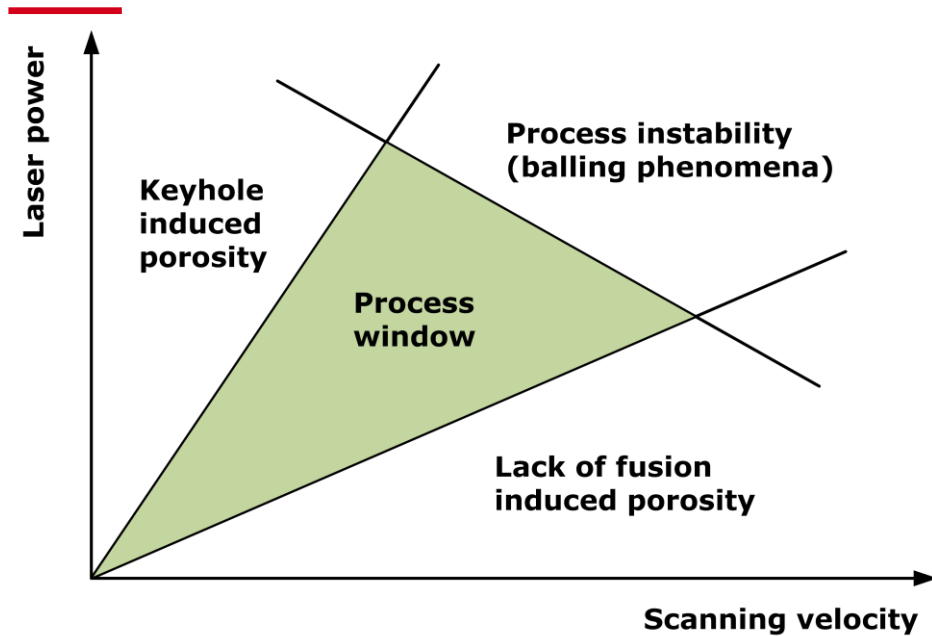 Laser power
Keyhole
induced
porosity
Process instability
(balling phenomena)
Process
window
Lack of fusion
induced porosity
Scanning velocity